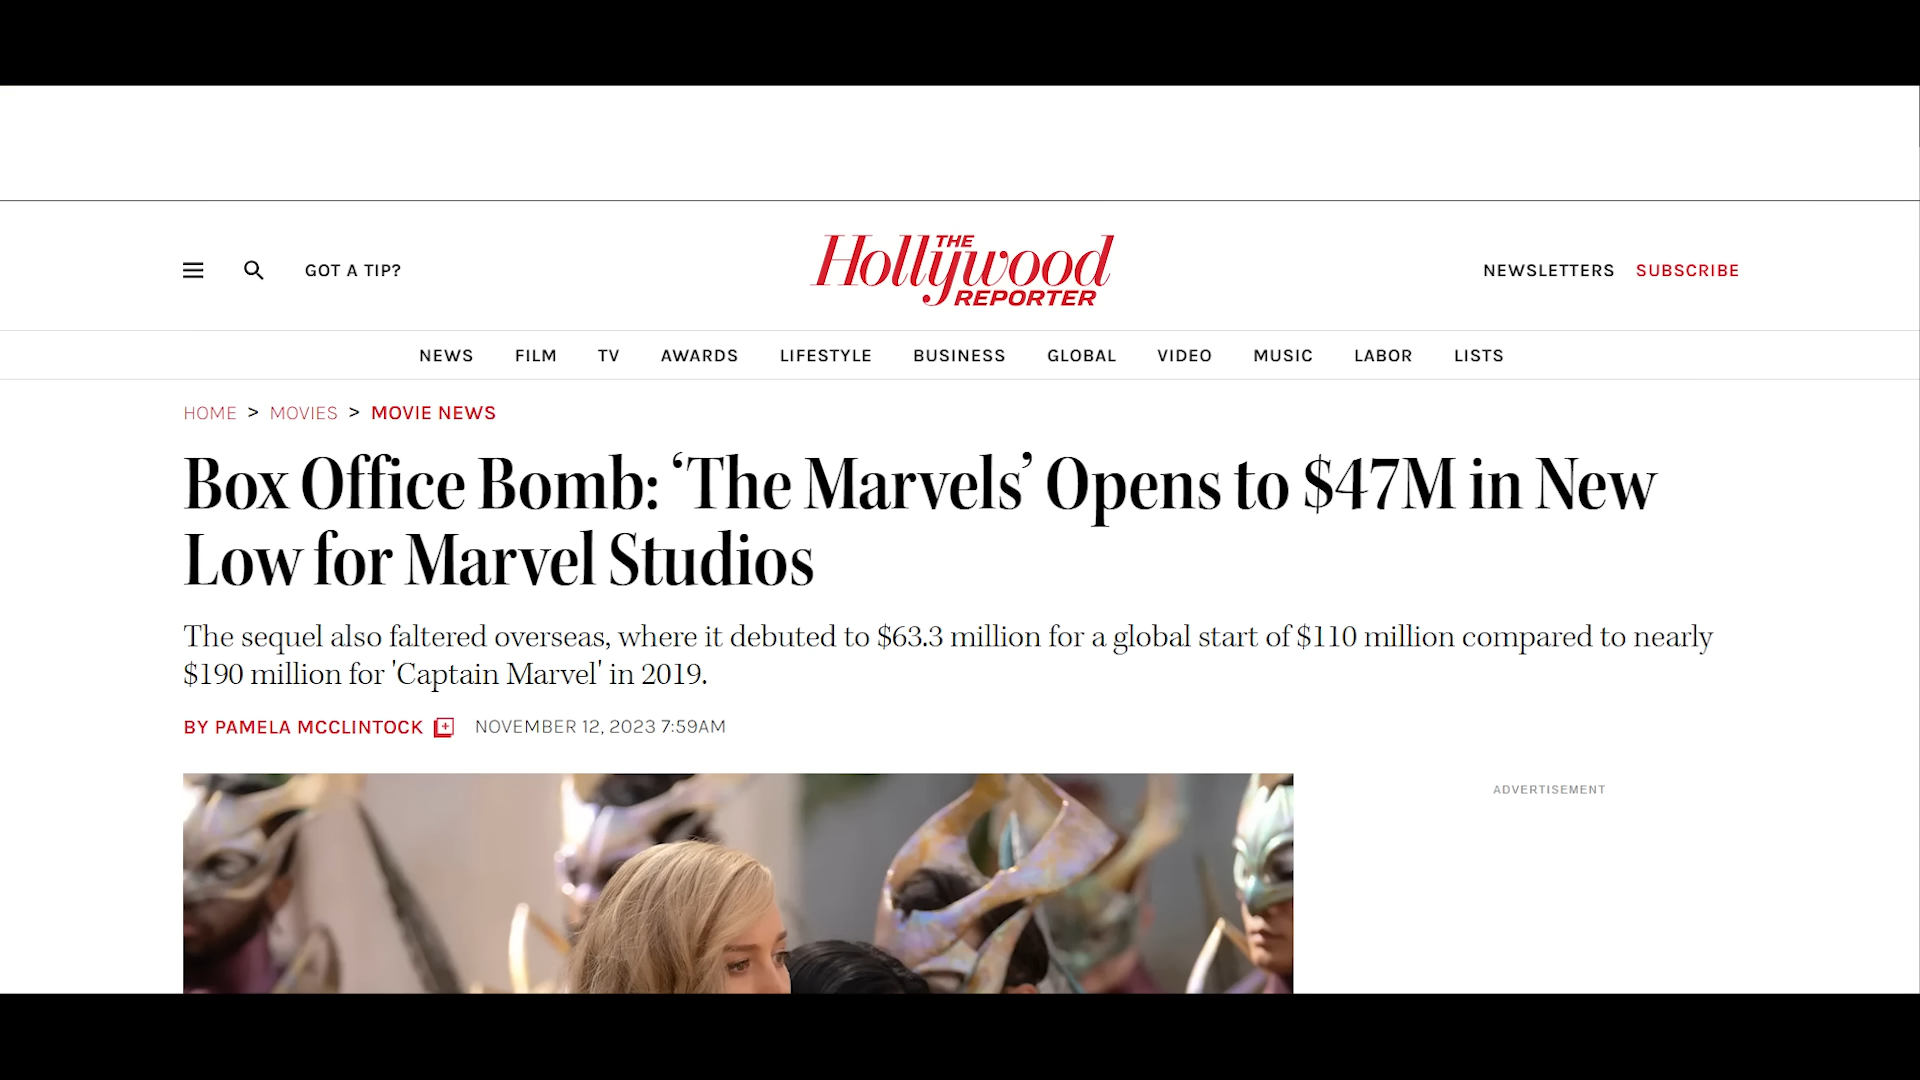 GOT A TIP?
THE
Hollywood
REPORTER
NEWSLETTERS SUBSCRIBE
NEWS FILM TV AWARDS LIFESTYLE BUSINESS GLOBAL VIDEO MUSIC LABOR LISTS
HOME > MOVIES > MOVIE NEWS
Box Office Bomb: ‘The Marvels’ Opens to $47M in New
Low for Marvel Studios
The sequel also faltered overseas, where it debuted to $63.3 million for a global start of $110 million compared to nearly
$190 million for 'Captain Marvel' in 2019.
BY PAMELA MCCLINTOCK NOVEMBER 12, 2023 7:59AM
ADVERTISEMENT